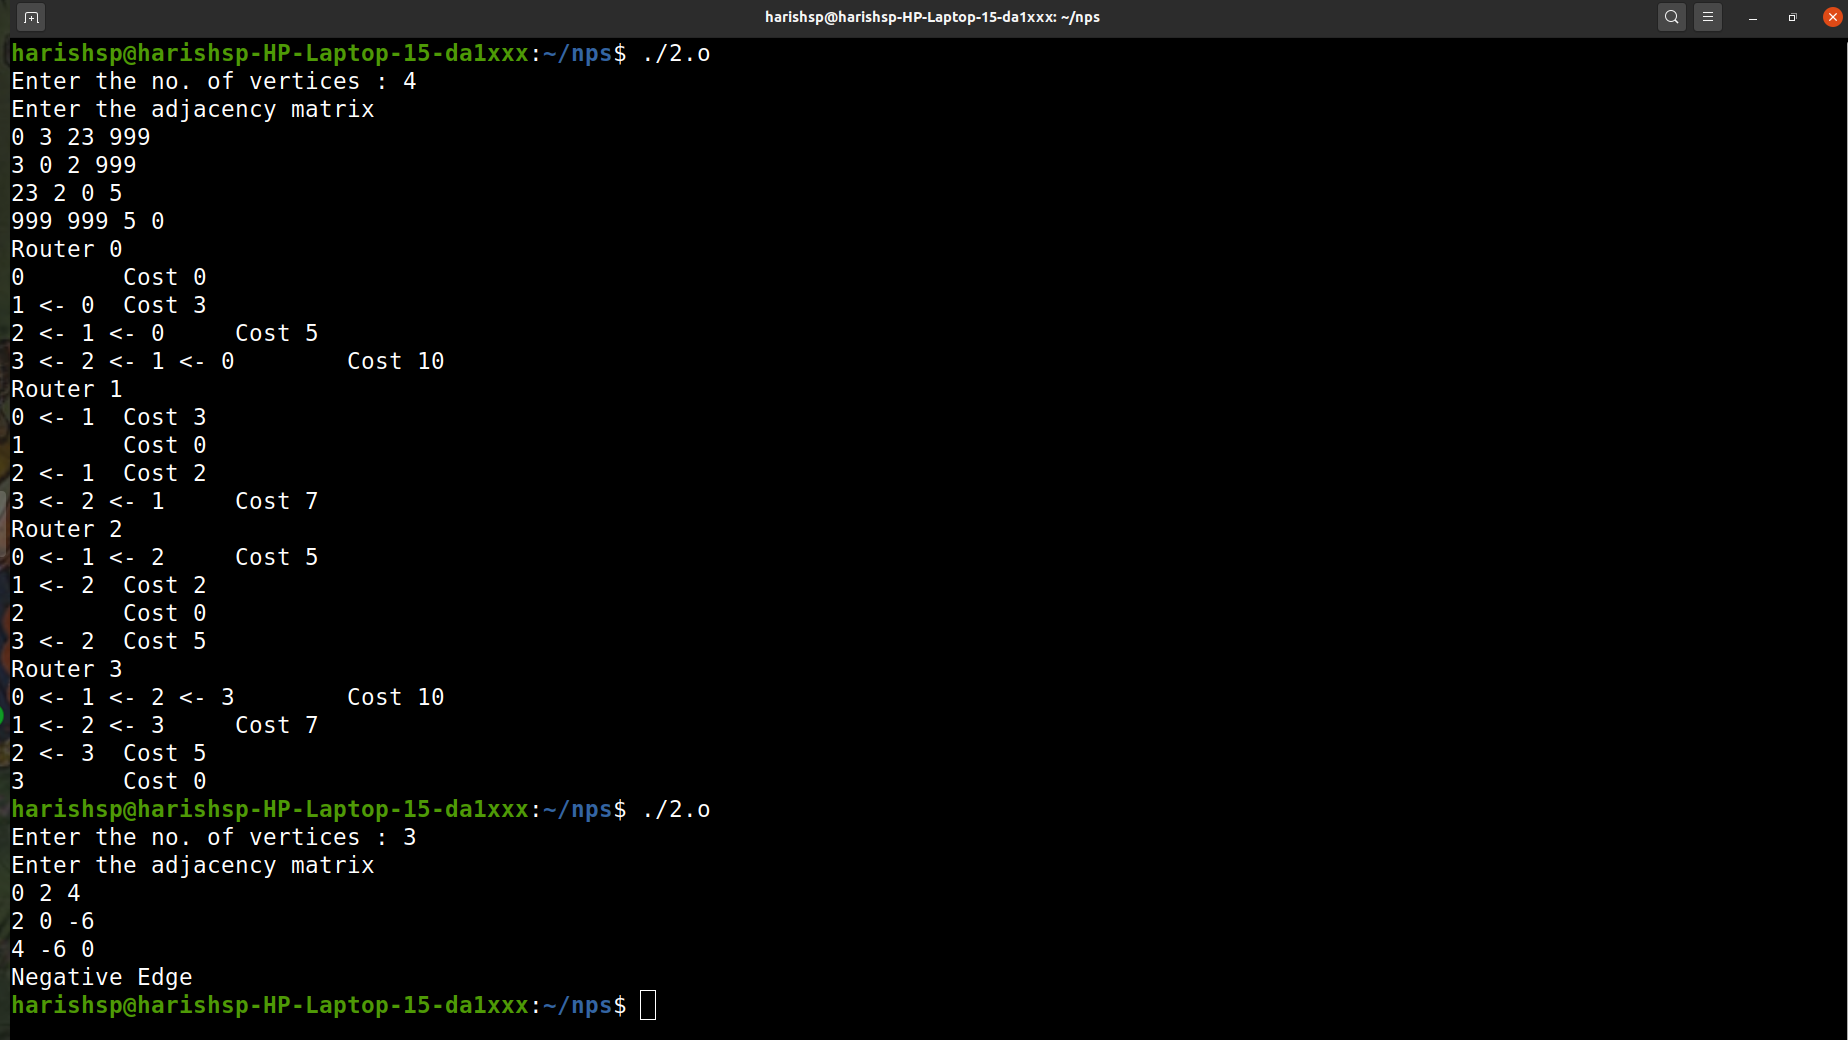 harishsp@harishsp-HP-Laptop-15-da1xxx: ~/nps
harishsp@harishsp-HP-Laptop-15-da1xxx:~/nps$ ./2.o
Enter the no. of vertices : 4
Enter the adjacency matrix
0 3 23 999
3 0 2 999
23 2 0 5
999 999 5 0
Router 0
0       Cost 0
1 <- 0  Cost 3
2 <- 1 <- 0     Cost 5
3 <- 2 <- 1 <- 0        Cost 10
Router 1
0 <- 1  Cost 3
1       Cost 0
2 <- 1  Cost 2
3 <- 2 <- 1     Cost 7
Router 2
0 <- 1 <- 2     Cost 5
1 <- 2  Cost 2
2       Cost 0
3 <- 2  Cost 5
Router 3
0 <- 1 <- 2 <- 3        Cost 10
1 <- 2 <- 3     Cost 7
2 <- 3  Cost 5
3       Cost 0
harishsp@harishsp-HP-Laptop-15-da1xxx:~/nps$ ./2.o
Enter the no. of vertices : 3
Enter the adjacency matrix
0 2 4
2 0 -6
4 -6 0
Negative Edge
harishsp@harishsp-HP-Laptop-15-da1xxx:~/nps$